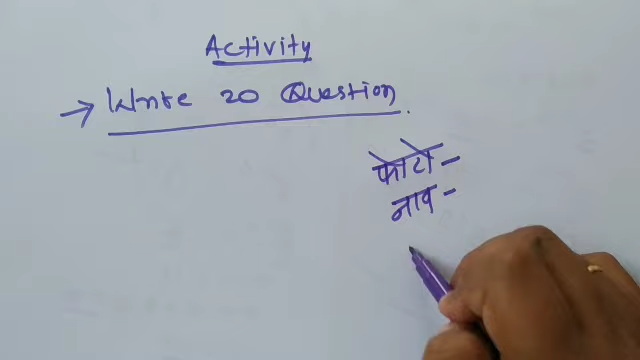 Activity
→ Write 20 Question.
फोटो -
नाव -